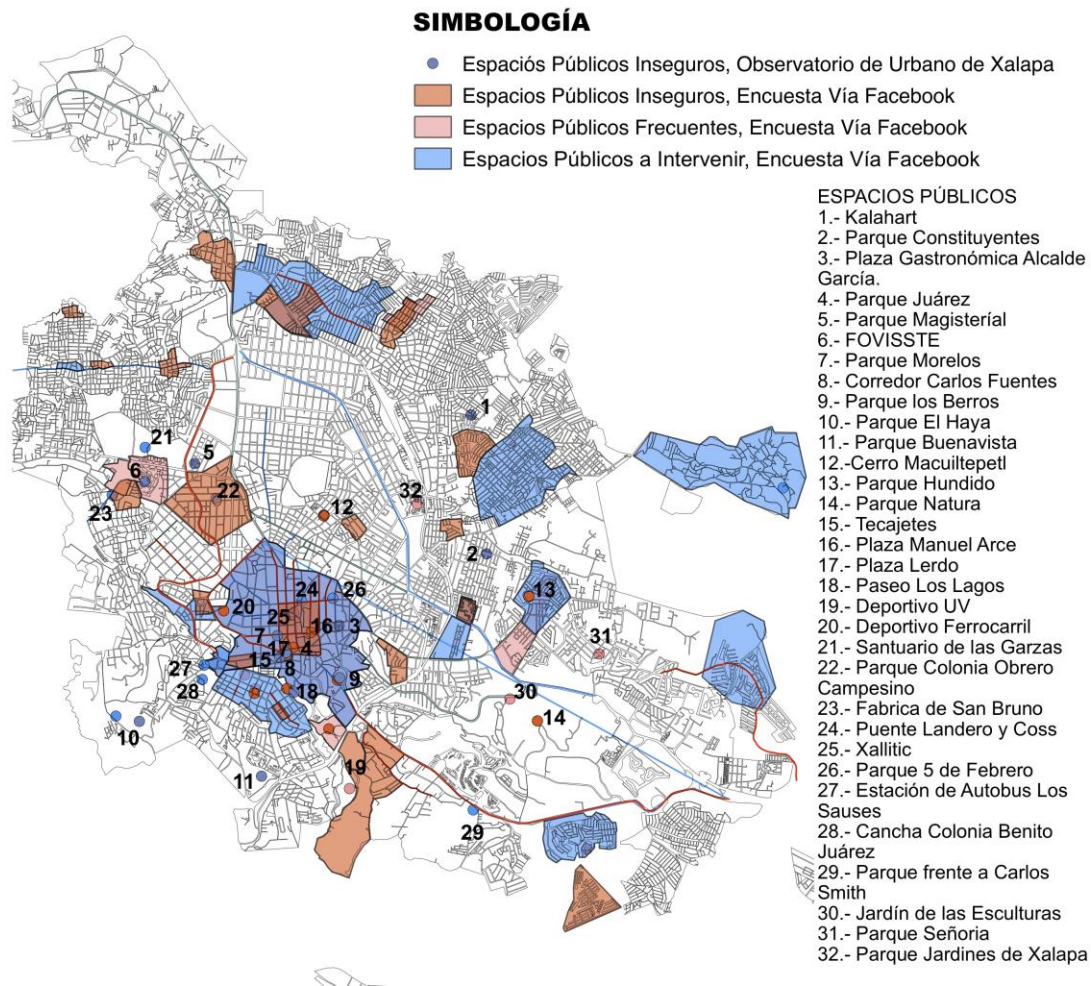 SIMBOLOGÍA
Espaciós Públicos Inseguros, Observatorio de Urbano de Xalapa
Espacios Públicos Inseguros, Encuesta Vía Facebook
Espacios Públicos Frecuentes, Encuesta Vía Facebook
Espacios Públicos a Intervenir, Encuesta Vía Facebook
ESPACIOS PÚBLICOS
1.- Kalahart
2.- Parque Constituyentes
3.- Plaza Gastronómica Alcalde
García.
4.- Parque Juárez
5.- Parque Magisteríal
6.- FOVISSTE
7.- Parque Morelos
8.- Corredor Carlos Fuentes
9.- Parque los Berros
10.- Parque El Haya
11.- Parque Buenavista
12.-Cerro Macuiltepetl
13.- Parque Hundido
14.- Parque Natura
15.- Tecajetes
16.- Plaza Manuel Arce
17.- Plaza Lerdo
18.- Paseo Los Lagos
19.- Deportivo UV
20.- Deportivo Ferrocarril
21.- Santuario de las Garzas
22.- Parque Colonia Obrero
Campesino
23.- Fabrica de San Bruno
24.- Puente Landero y Coss
25.- Xallitic
26.- Parque 5 de Febrero
27.- Estación de Autobus Los
Sauses
28.- Cancha Colonia Benito
Juárez
29.- Parque frente a Carlos
Smith
30.- Jardín de las Esculturas
31.- Parque Señoria
32.- Parque Jardines de Xalapa
1
21
5
6
32
22
23
12
2
13
24
26
20
25
16
3
7
31
17
4
15
27
8
9
28
18
30
10
14
19
11
29